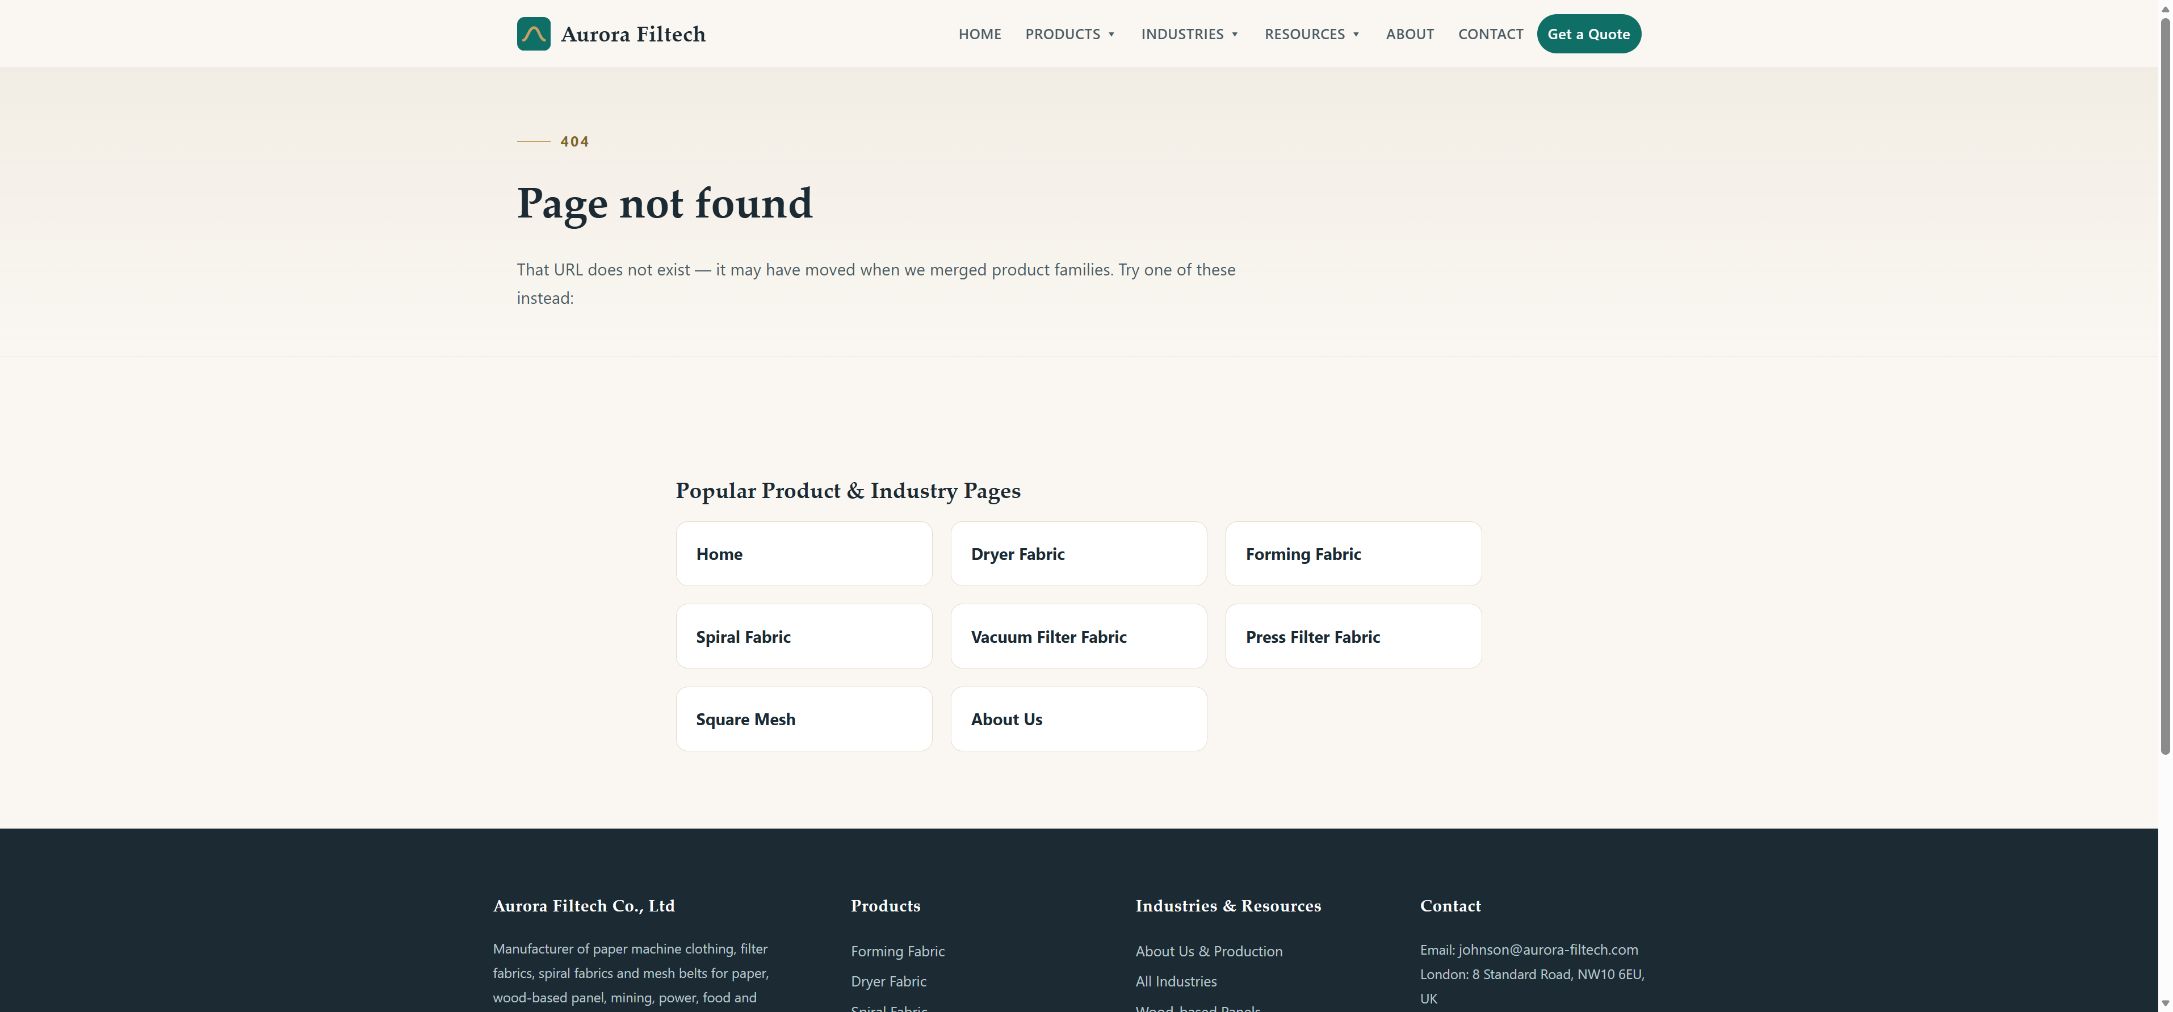 Aurora Filtech
HOME PRODUCTS INDUSTRIES RESOURCES ABOUT CONTACT Get a Quote
404
Page not found
That URL does not exist — it may have moved when we merged product families. Try one of these
instead:
Popular Product & Industry Pages
Home Dryer Fabric Forming Fabric
Spiral Fabric Vacuum Filter Fabric Press Filter Fabric
Square Mesh About Us
Aurora Filtech Co., Ltd
Manufacturer of paper machine clothing, filter
fabrics, spiral fabrics and mesh belts for paper,
wood-based panel, mining, power, food and
Products
Forming Fabric
Dryer Fabric
Spiral Fabric
Industries & Resources
About Us & Production
All Industries
Wood-based Panels
Contact
Email: johnson@aurora-filtech.com
London: 8 Standard Road, NW10 6EU,
UK